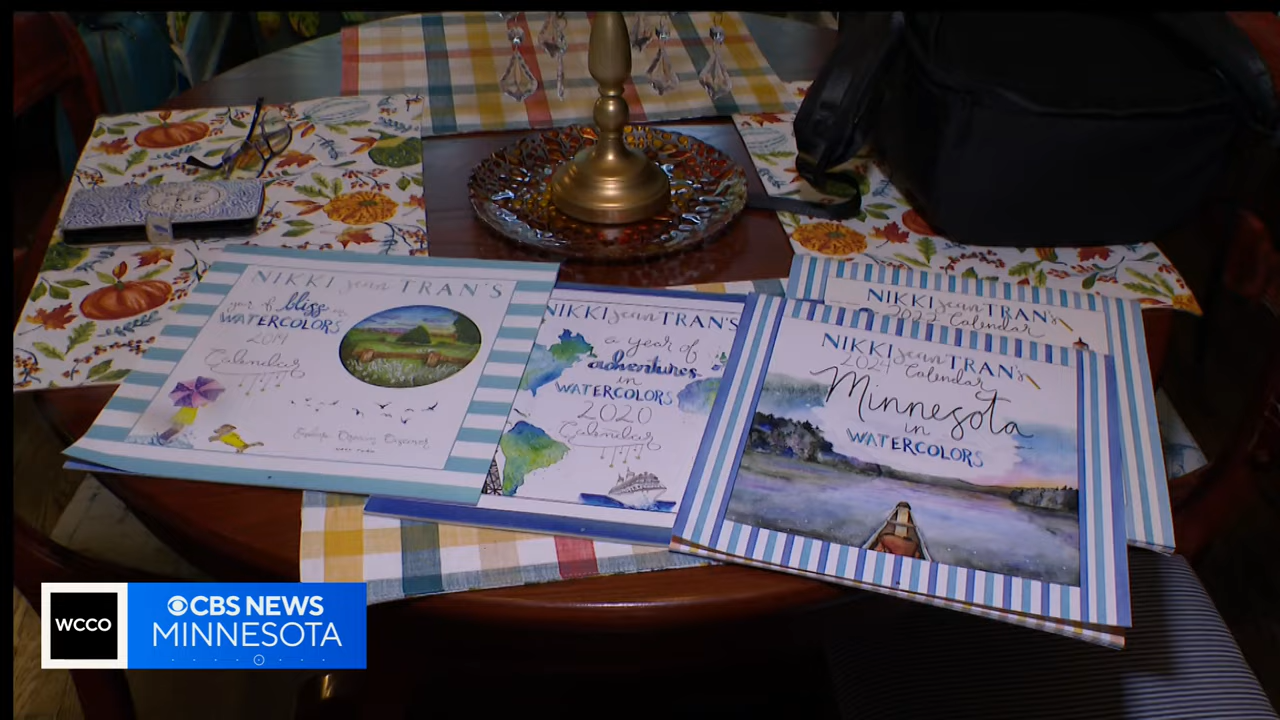 NIKKI jean TRAN'S
year of bliss in
WATERCOLORS
2019
Calendar
NIKKI jean TRAN'S
a year of
adventures
in
WATERCOLORS
2020
Calendar
NIKKI jean TRAN'S
2022 Calendar
NIKKI jean TRAN'S
2024 Calendar
Minnesota
in
WATERCOLORS
WCCO
CBS NEWS
MINNESOTA